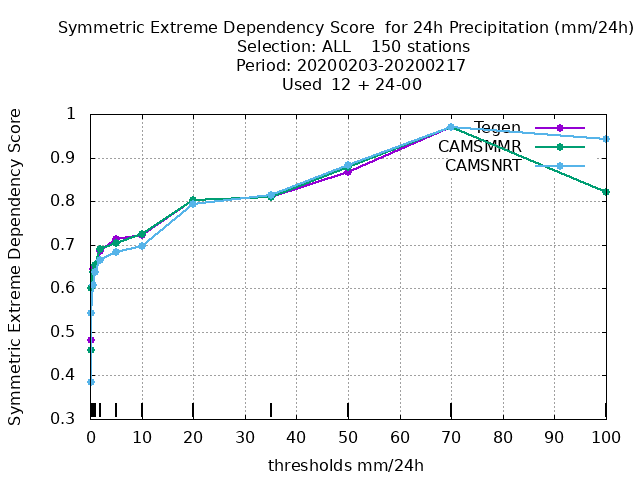 Symmetric Extreme Dependency Score  for 24h Precipitation (mm/24h)
Selection: ALL    150 stations
Period: 20200203-20200217
Used  12 + 24-00
Symmetric Extreme Dependency Score
1
0.9
0.8
0.7
0.6
0.5
0.4
0.3
Tegen
CAMSMMR
CAMSNRT
0 10 20 30 40 50 60 70 80 90 100
thresholds mm/24h